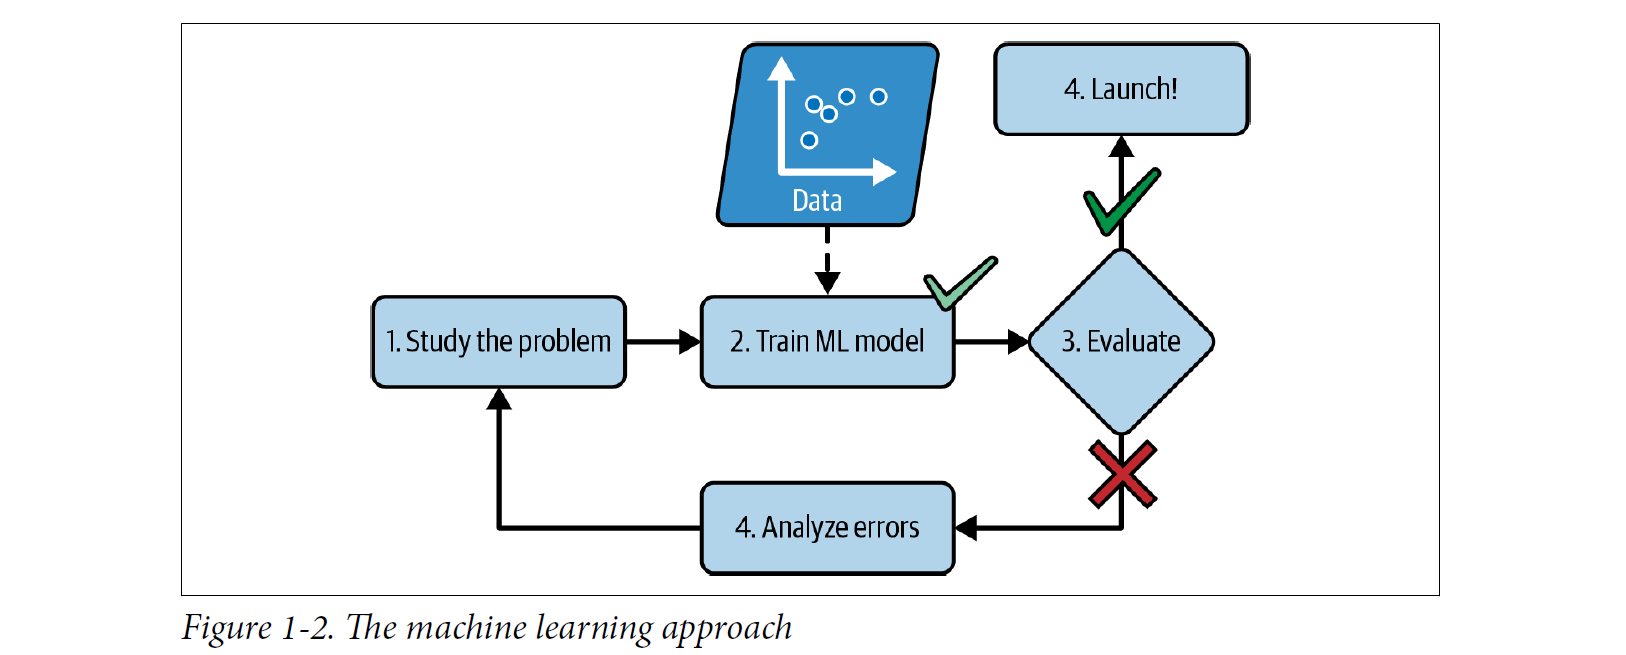 Data
4. Launch!
1. Study the problem
2. Train ML model
3. Evaluate
4. Analyze errors
Figure 1-2. The machine learning approach